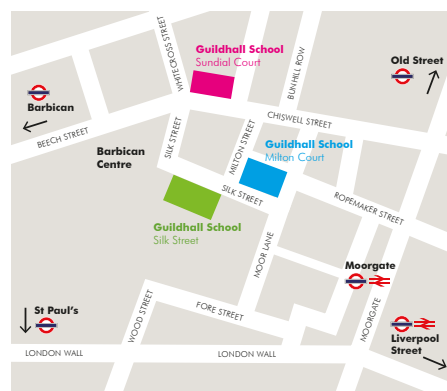 WHITECROSS STREET
Guildhall School
Sundial Court
BUNHILL ROW
Old Street
Barbican
BEECH STREET
SILK STREET
CHISWELL STREET
MILTON STREET
Barbican
Centre
Guildhall School
Milton Court
SILK STREET
ROPEMAKER STREET
Guildhall School
Silk Street
MOOR LANE
Moorgate
WOOD STREET
FORE STREET
MOORGATE
St Paul's
Liverpool
Street
LONDON WALL
LONDON WALL